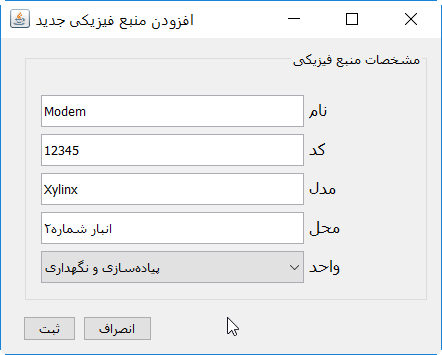 افزودن منبع فیزیکی جدید
مشخصات منبع فیزیکی
نام Modem
کد 12345
مدل Xylinx
محل انبار شماره۲
واحد پیاده‌سازی و نگهداری
انصراف ثبت